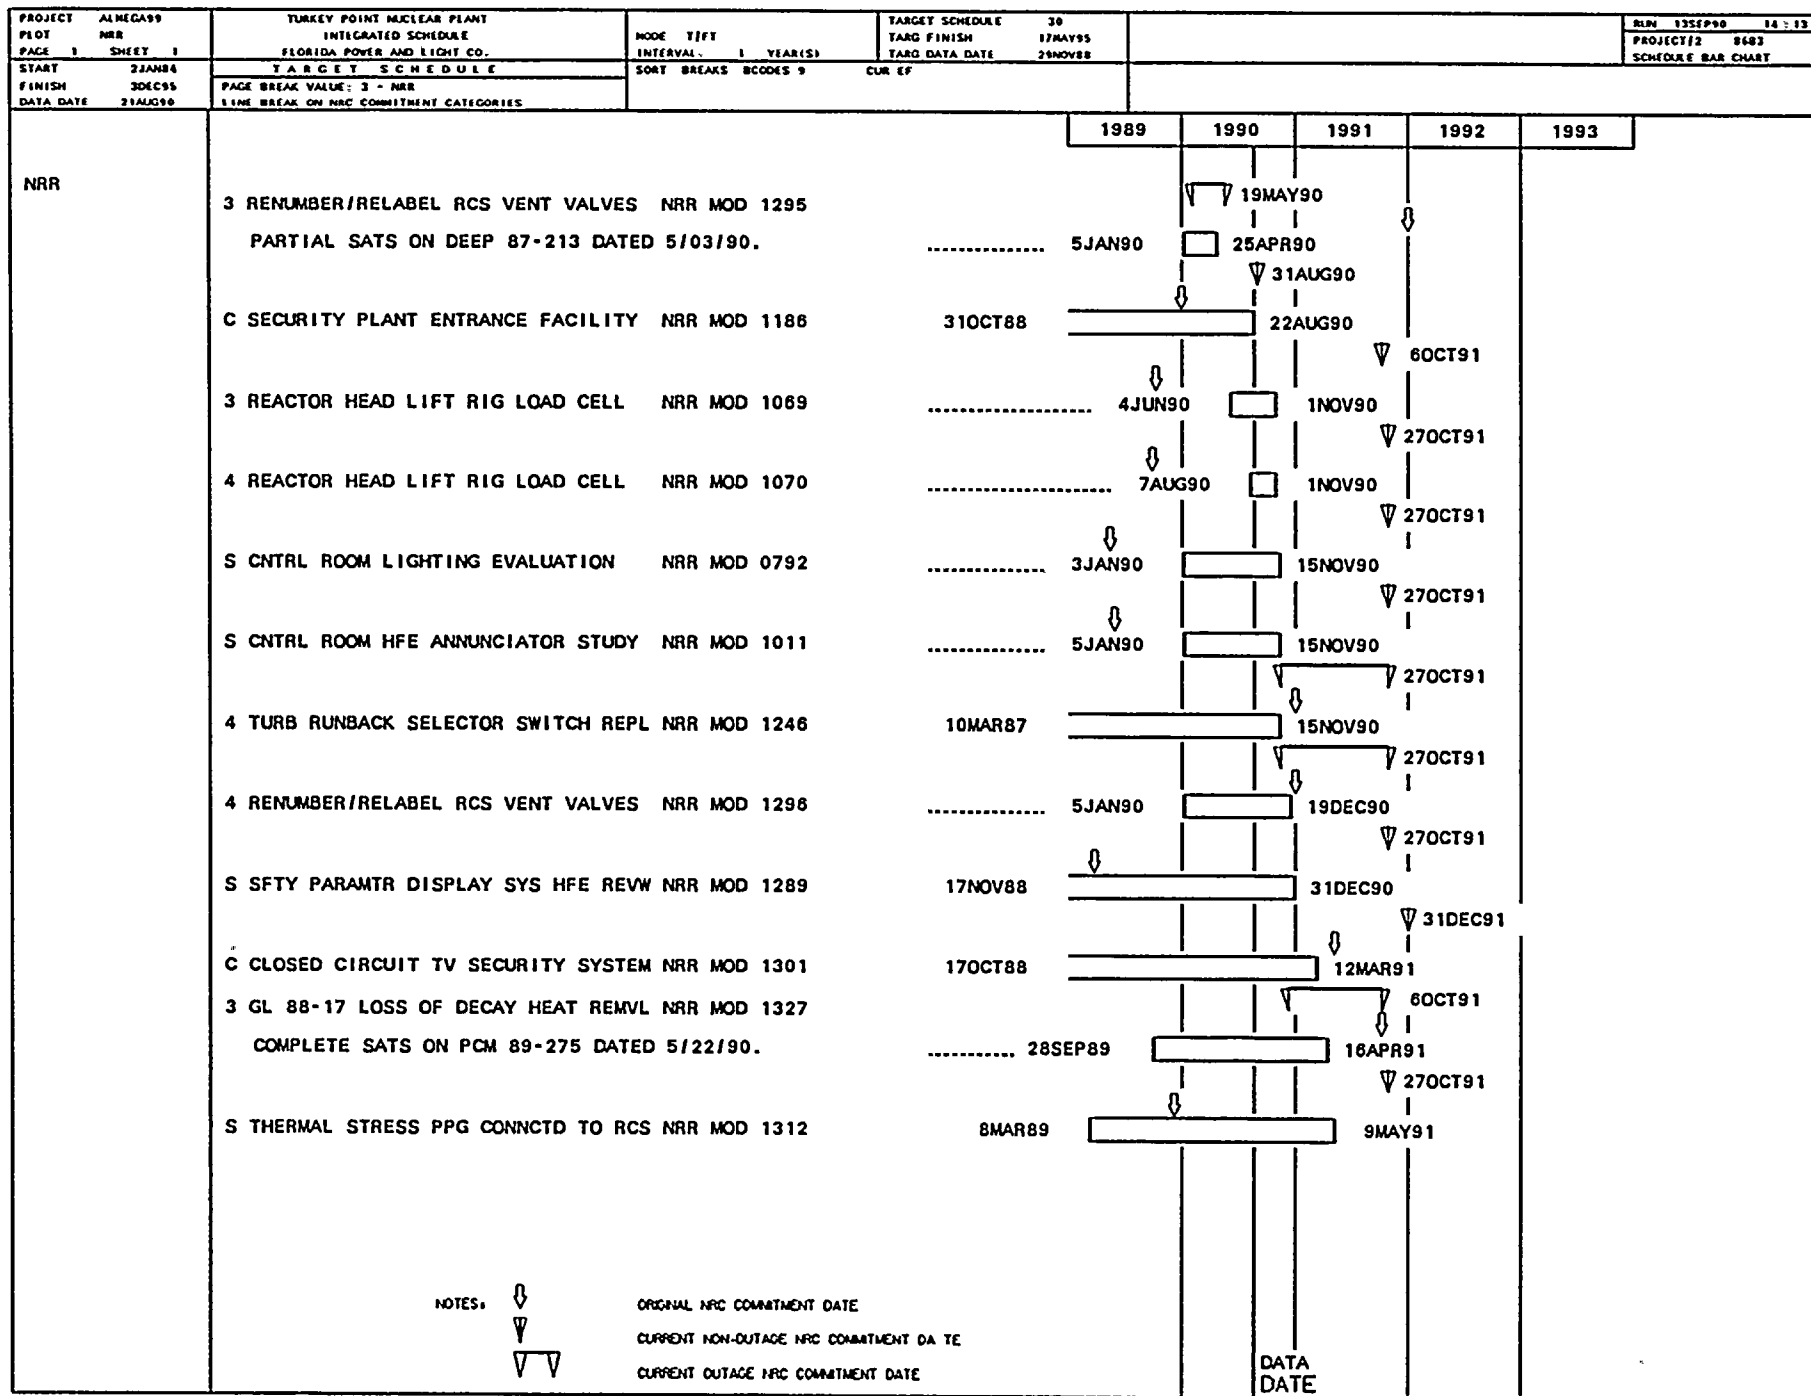 PROJECT ALMEGA99
PLOT NRR
PAGE 1 SHEET 1
START 2JAN84
FINISH 3DEC95
DATA DATE 21AUG90
TURKEY POINT NUCLEAR PLANT
INTEGRATED SCHEDULE
FLORIDA POWER AND LIGHT CO.
TARGET SCHEDULE
PAGE BREAK VALUE: 3 - NRR
LINE BREAK ON NRC COMMITMENT CATEGORIES
MODE T/FT
INTERVAL: 1 YEAR(S)
SORT BREAKS BCODES 9 CUR EF
TARGET SCHEDULE 30
TARG FINISH 17MAY95
TARG DATA DATE 29NOV88
RUN 13SEP90 14:13
PROJECT/2 8683
SCHEDULE BAR CHART
1989 1990 1991 1992 1993
NRR
19MAY90
3 RENUMBER/RELABEL RCS VENT VALVES NRR MOD 1295
PARTIAL SATS ON DEEP 87-213 DATED 5/03/90. 5JAN90 25APR90
31AUG90
C SECURITY PLANT ENTRANCE FACILITY NRR MOD 1186 31OCT88 22AUG90
6OCT91
3 REACTOR HEAD LIFT RIG LOAD CELL NRR MOD 1069 4JUN90 1NOV90
27OCT91
4 REACTOR HEAD LIFT RIG LOAD CELL NRR MOD 1070 7AUG90 1NOV90
27OCT91
S CNTRL ROOM LIGHTING EVALUATION NRR MOD 0792 3JAN90 15NOV90
27OCT91
S CNTRL ROOM HFE ANNUNCIATOR STUDY NRR MOD 1011 5JAN90 15NOV90
27OCT91
4 TURB RUNBACK SELECTOR SWITCH REPL NRR MOD 1246 10MAR87 15NOV90
27OCT91
4 RENUMBER/RELABEL RCS VENT VALVES NRR MOD 1296 5JAN90 19DEC90
27OCT91
S SFTY PARAMTR DISPLAY SYS HFE REVW NRR MOD 1289 17NOV88 31DEC90
31DEC91
C CLOSED CIRCUIT TV SECURITY SYSTEM NRR MOD 1301 17OCT88 12MAR91
6OCT91
3 GL 88-17 LOSS OF DECAY HEAT REMVL NRR MOD 1327
COMPLETE SATS ON PCM 89-275 DATED 5/22/90. 28SEP89 16APR91
27OCT91
S THERMAL STRESS PPG CONNCTD TO RCS NRR MOD 1312 8MAR89 9MAY91
NOTES: ORIGINAL NRC COMMITMENT DATE
CURRENT NON-OUTAGE NRC COMMITMENT DA TE
CURRENT OUTAGE NRC COMMITMENT DATE
DATA
DATE